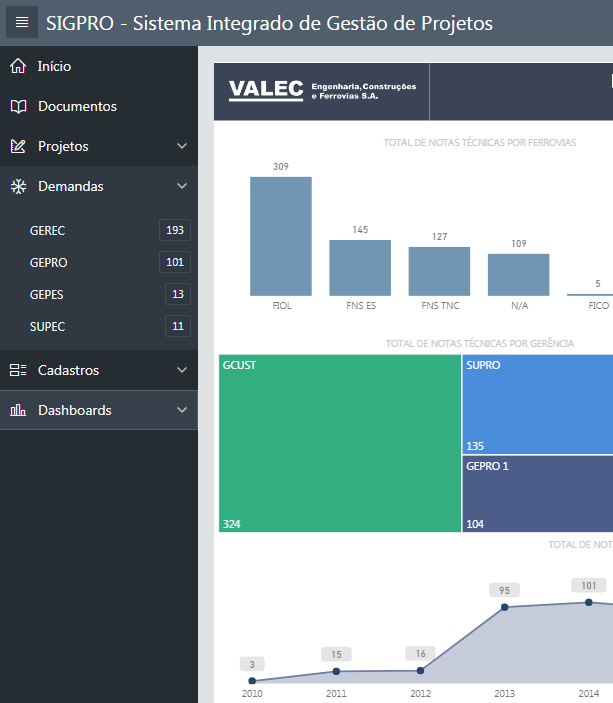 SIGPRO - Sistema Integrado de Gestão de Projetos
Início
Documentos
Projetos
Demandas
GEREC 193
GEPRO 101
GEPES 13
SUPEC 11
Cadastros
Dashboards
VALEC Engenharia, Construções
e Ferrovias S.A.
TOTAL DE NOTAS TÉCNICAS POR FERROVIAS
309
145
127
109
5
FIOL FNS ES FNS TNC N/A FICO
TOTAL DE NOTAS TÉCNICAS POR GERÊNCIA
GCUST
324
SUPRO
135
GEPRO 1
104
TOTAL DE NOT
3
15
16
95
101
2010 2011 2012 2013 2014